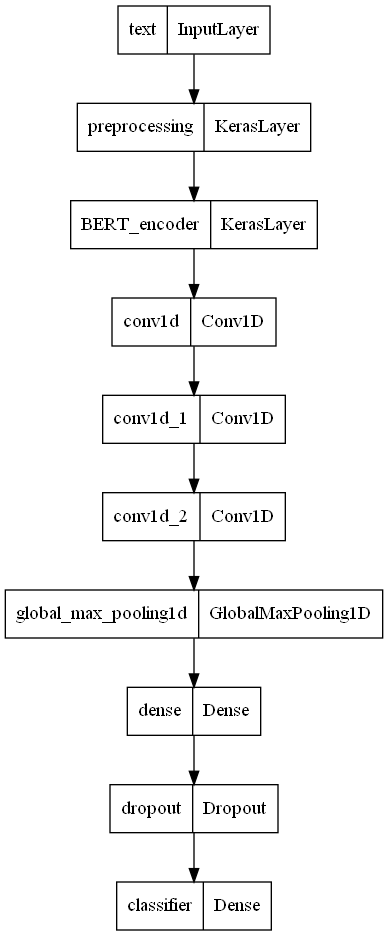 text InputLayer
preprocessing KerasLayer
BERT_encoder KerasLayer
conv1d Conv1D
conv1d_1 Conv1D
conv1d_2 Conv1D
global_max_pooling1d GlobalMaxPooling1D
dense Dense
dropout Dropout
classifier Dense